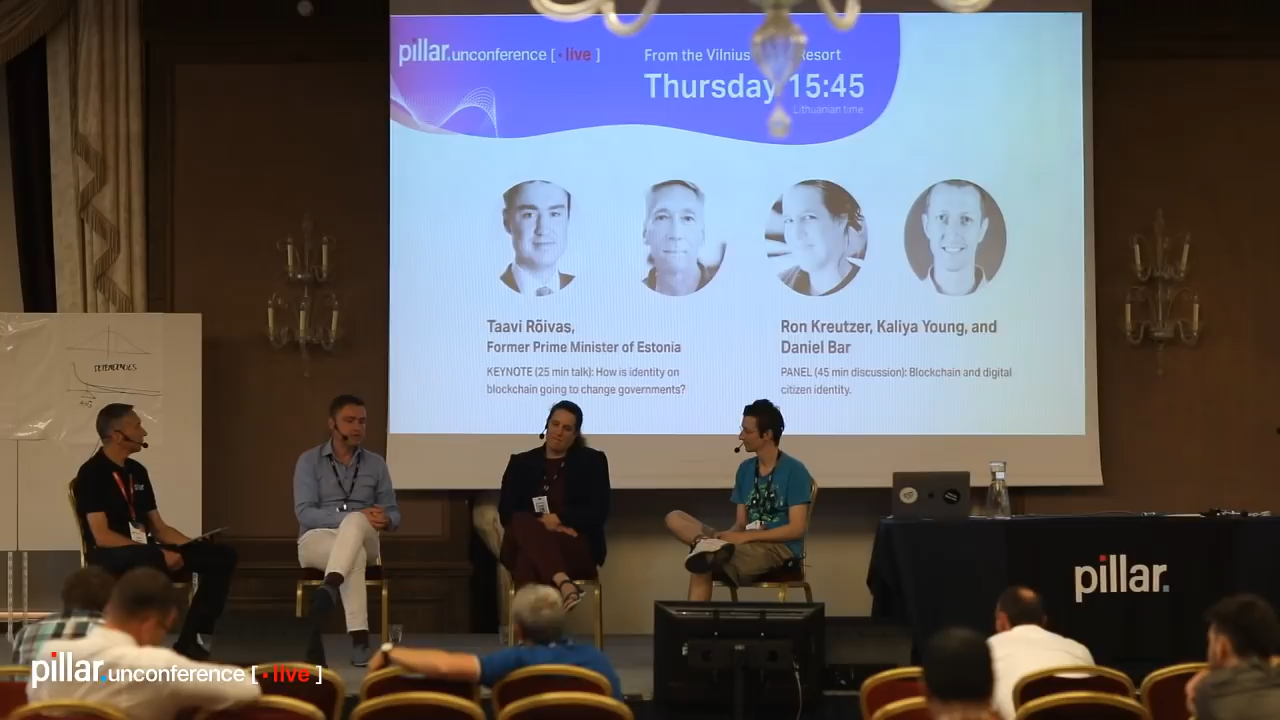 pillar.unconference [ • live ]
From the Vilnius esort
Thursday 15:45
Lithuanian time
Taavi Rõivas,
Former Prime Minister of Estonia
KEYNOTE (25 min talk): How is identity on
blockchain going to change governments?
Ron Kreutzer, Kaliya Young, and
Daniel Bar
PANEL (45 min discussion): Blockchain and digital
citizen identity.
DEPENDENCIES
pillar.
pillar.unconference [ • live ]